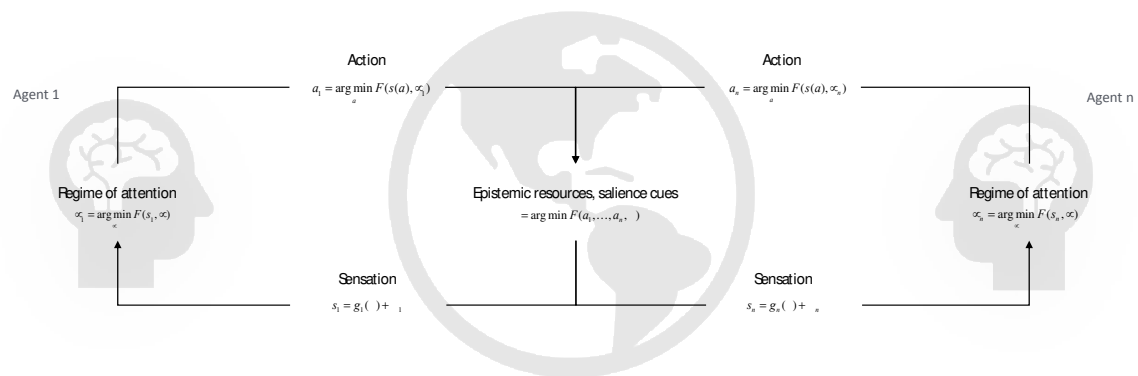 Action
a₁ = arg min F(s(a), ∝₁)
a
Action
aₙ = arg min F(s(a), ∝ₙ)
a
Agent 1
Agent n
Regime of attention
∝₁ = arg min F(s₁, ∝)
∝
Epistemic resources, salience cues
= arg min F(a₁,...,aₙ, )
Regime of attention
∝ₙ = arg min F(sₙ, ∝)
∝
Sensation
s₁ = g₁( ) + ₁
Sensation
sₙ = gₙ( ) + ₙ